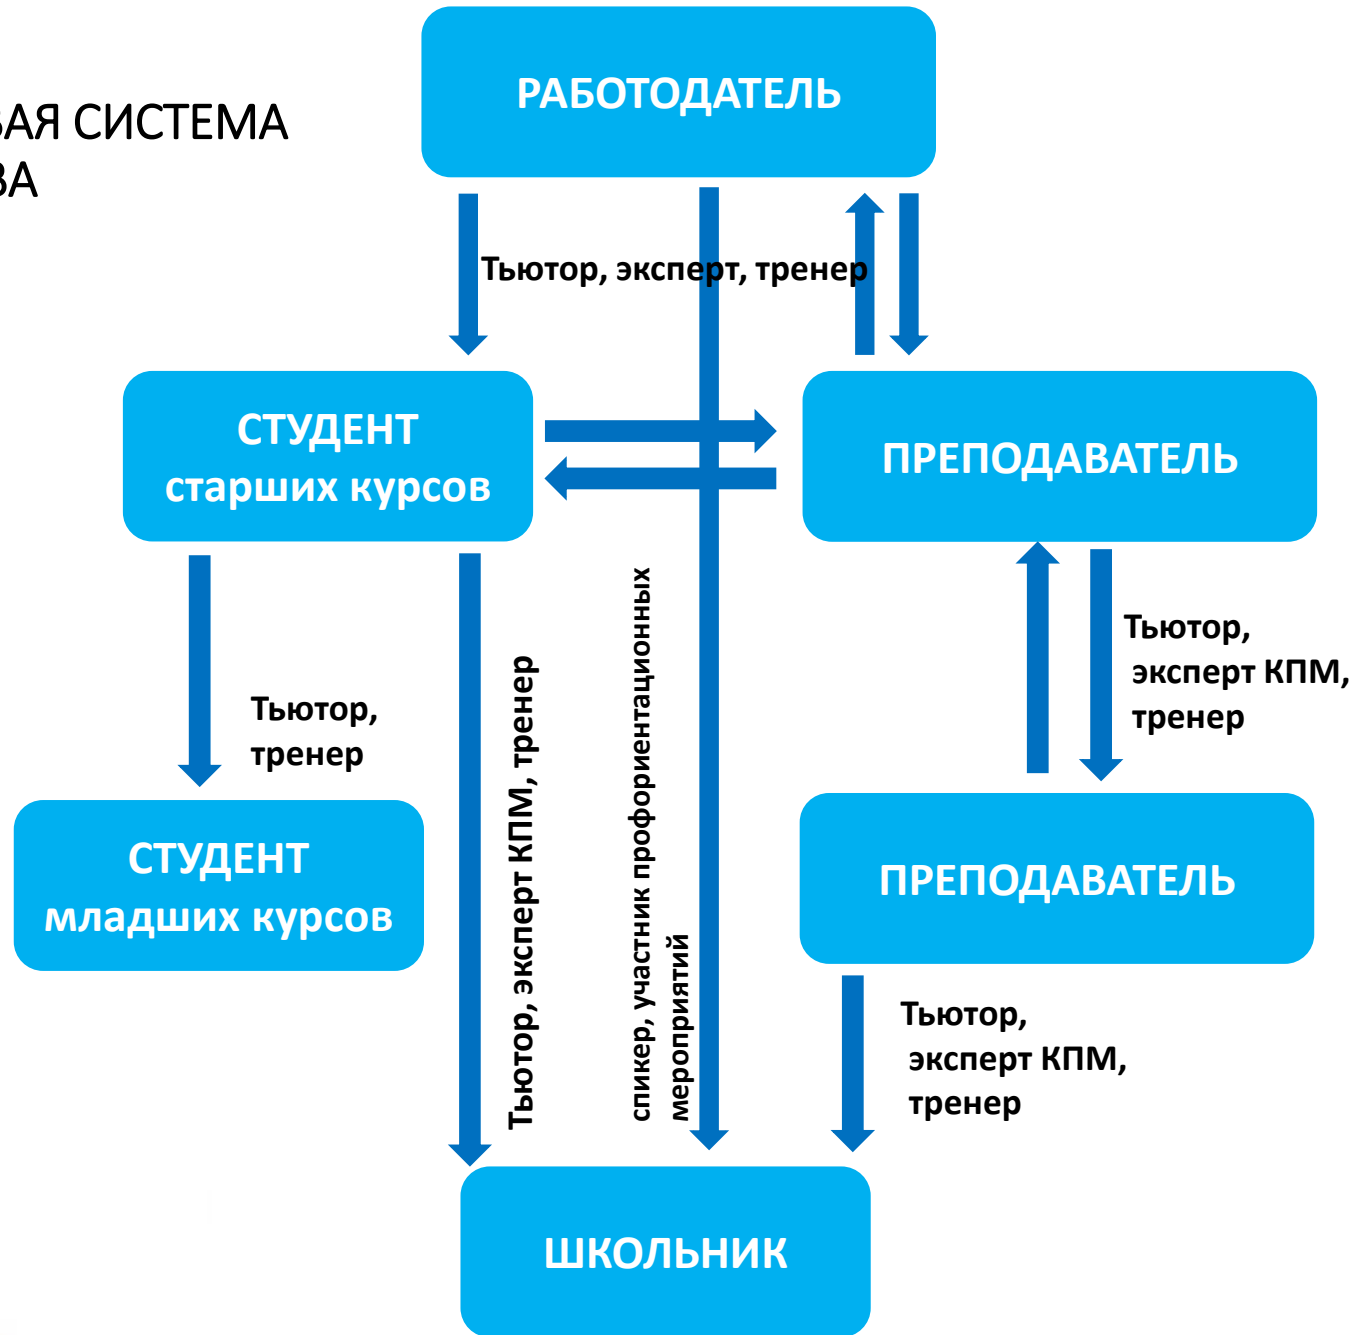 РАБОТОДАТЕЛЬ
ВАЯ СИСТЕМА
ВА
Тьютор, эксперт, тренер
СТУДЕНТ
старших курсов
ПРЕПОДАВАТЕЛЬ
Тьютор,
тренер
Тьютор, эксперт КПМ, тренер
спикер, участник профориентационных
мероприятий
Тьютор,
эксперт КПМ,
тренер
СТУДЕНТ
младших курсов
ПРЕПОДАВАТЕЛЬ
Тьютор,
эксперт КПМ,
тренер
ШКОЛЬНИК